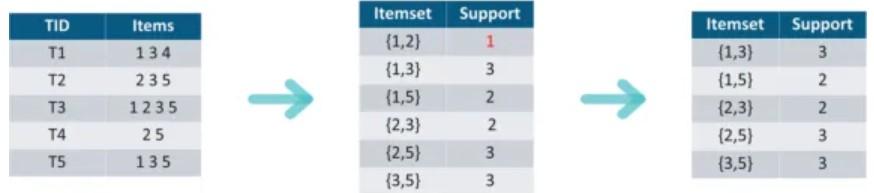 TID Items
T1 1 3 4
T2 2 3 5
T3 1 2 3 5
T4 2 5
T5 1 3 5
Itemset Support
{1,2} 1
{1,3} 3
{1,5} 2
{2,3} 2
{2,5} 3
{3,5} 3
Itemset Support
{1,3} 3
{1,5} 2
{2,3} 2
{2,5} 3
{3,5} 3